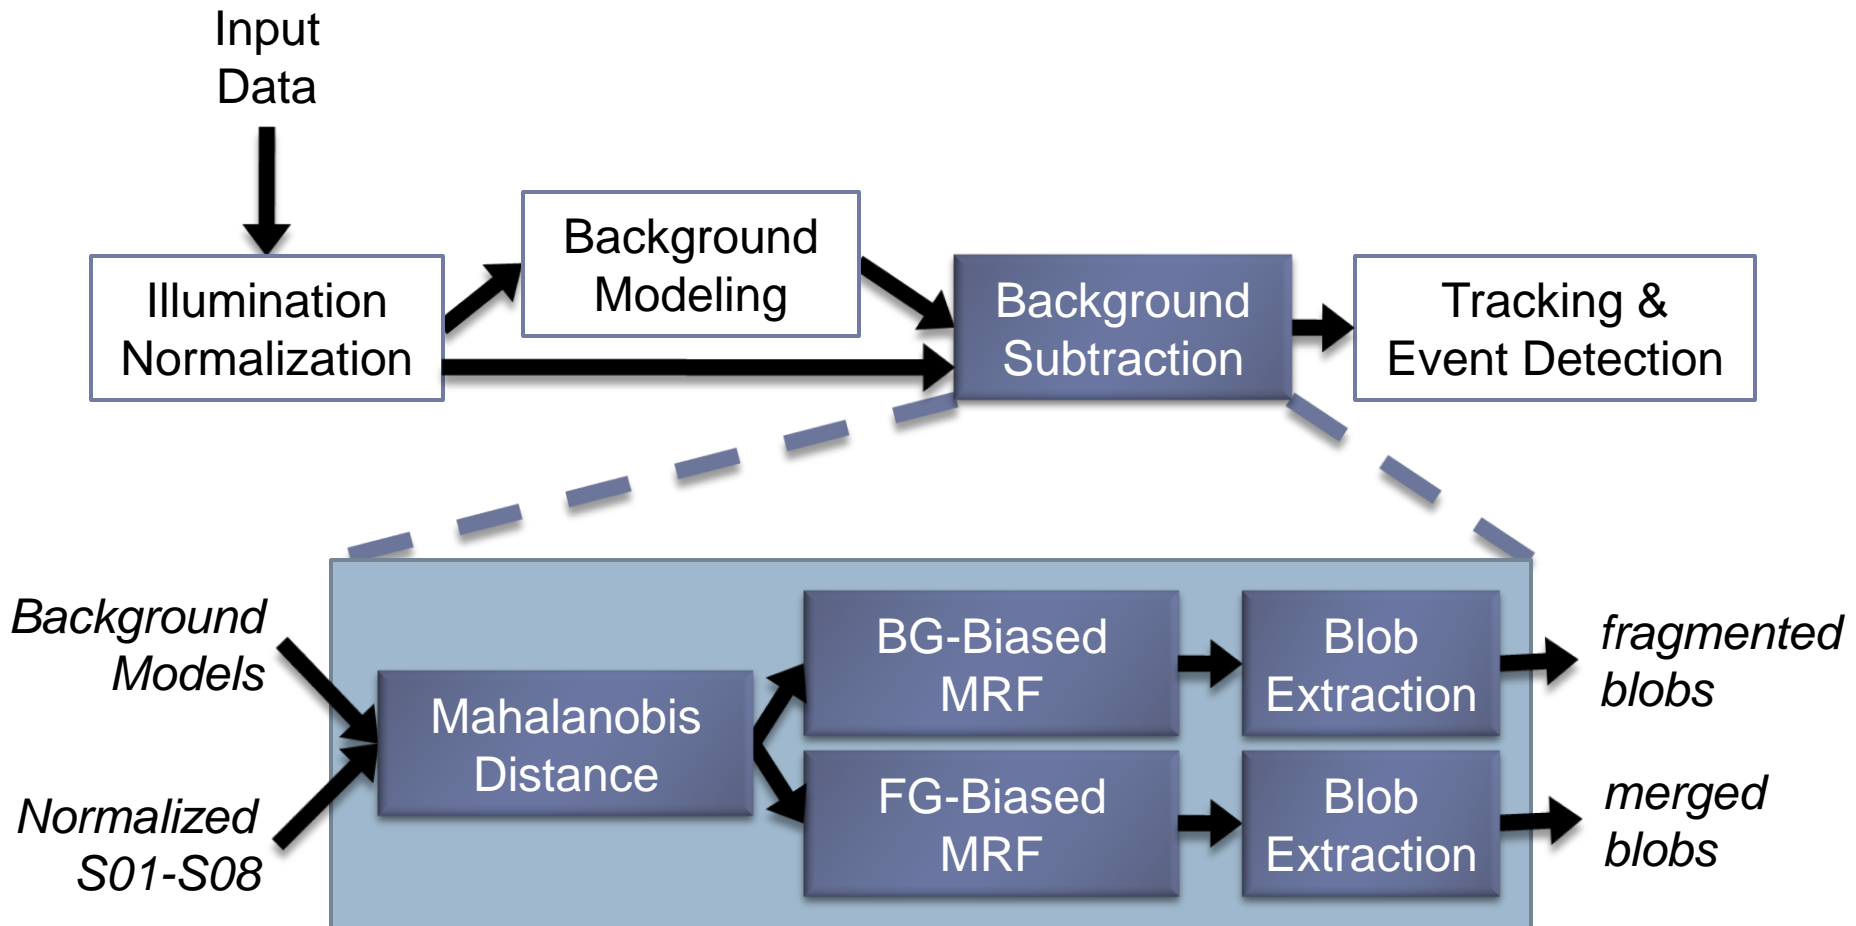 Input
Data
Illumination
Normalization
Background
Modeling
Background
Subtraction
Tracking &
Event Detection
Background
Models
Normalized
S01-S08
Mahalanobis
Distance
BG-Biased
MRF
Blob
Extraction
fragmented
blobs
FG-Biased
MRF
Blob
Extraction
merged
blobs